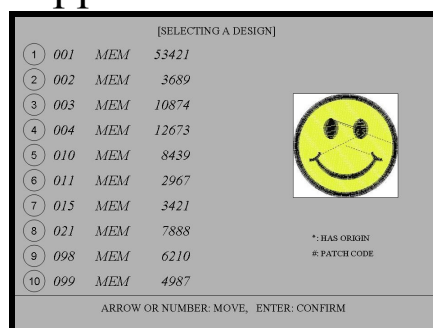 [SELECTING A DESIGN]
1 001 MEM 53421
2 002 MEM 3689
3 003 MEM 10874
4 004 MEM 12673
5 010 MEM 8439
6 011 MEM 2967
7 015 MEM 3421
8 021 MEM 7888
9 098 MEM 6210
10 099 MEM 4987
*: HAS ORIGIN
#: PATCH CODE
ARROW OR NUMBER: MOVE, ENTER: CONFIRM